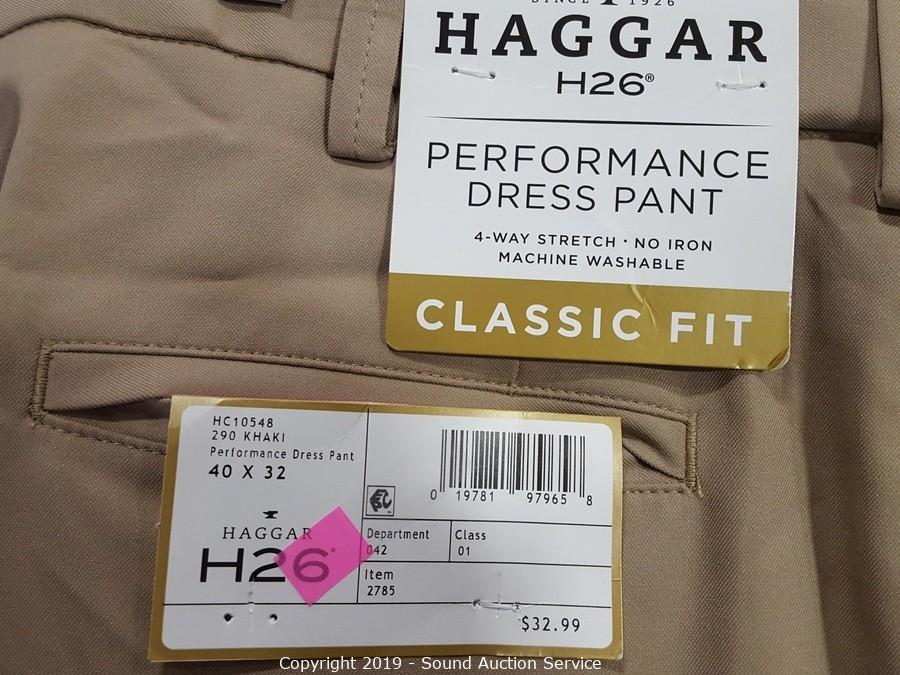 SINCE 1926
HAGGAR
H26®
PERFORMANCE
DRESS PANT
4-WAY STRETCH · NO IRON
MACHINE WASHABLE
CLASSIC FIT
HC10548
290 KHAKI
Performance Dress Pant
40 X 32
HAGGAR
H26
0 19781 97965 8
Department
042
Class
01
Item
2785
$32.99
Copyright 2019 - Sound Auction Service